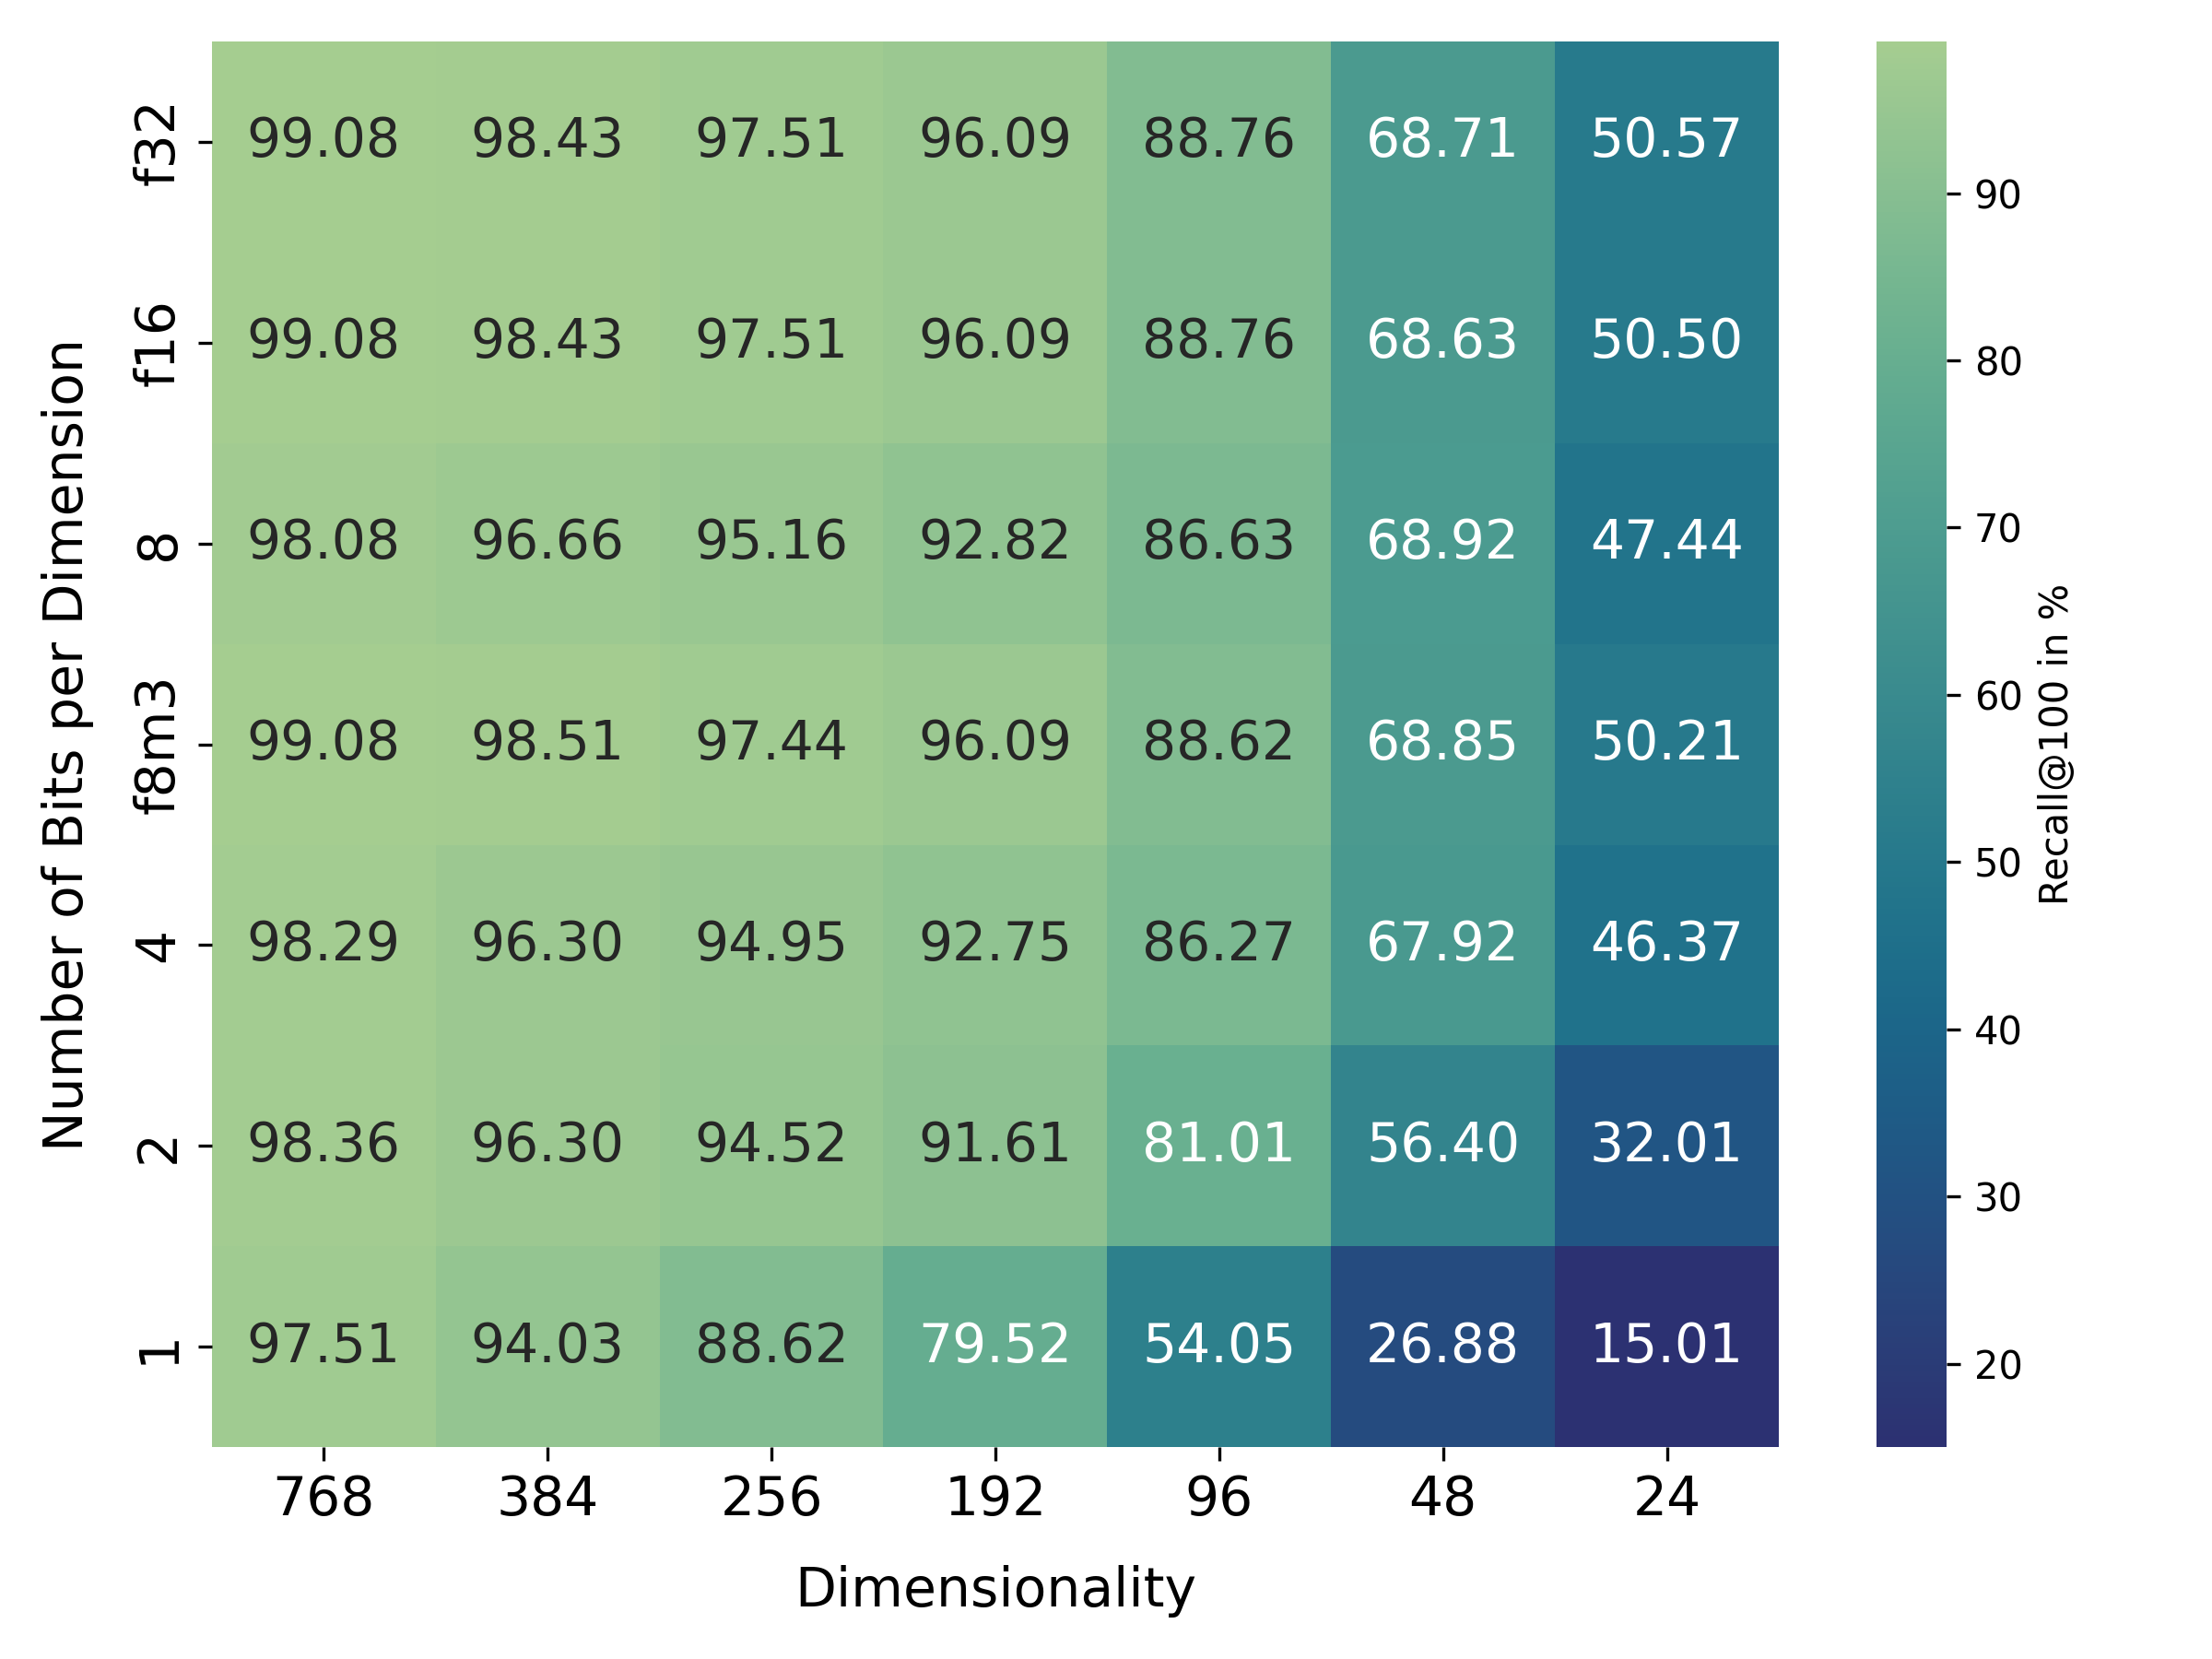 Number of Bits per Dimension
f32 99.08 98.43 97.51 96.09 88.76 68.71 50.57
f16 99.08 98.43 97.51 96.09 88.76 68.63 50.50
8 98.08 96.66 95.16 92.82 86.63 68.92 47.44
f8m3 99.08 98.51 97.44 96.09 88.62 68.85 50.21
4 98.29 96.30 94.95 92.75 86.27 67.92 46.37
2 98.36 96.30 94.52 91.61 81.01 56.40 32.01
1 97.51 94.03 88.62 79.52 54.05 26.88 15.01
768 384 256 192 96 48 24
Dimensionality
90
80
70
60
50
40
30
20
Recall@100 in %